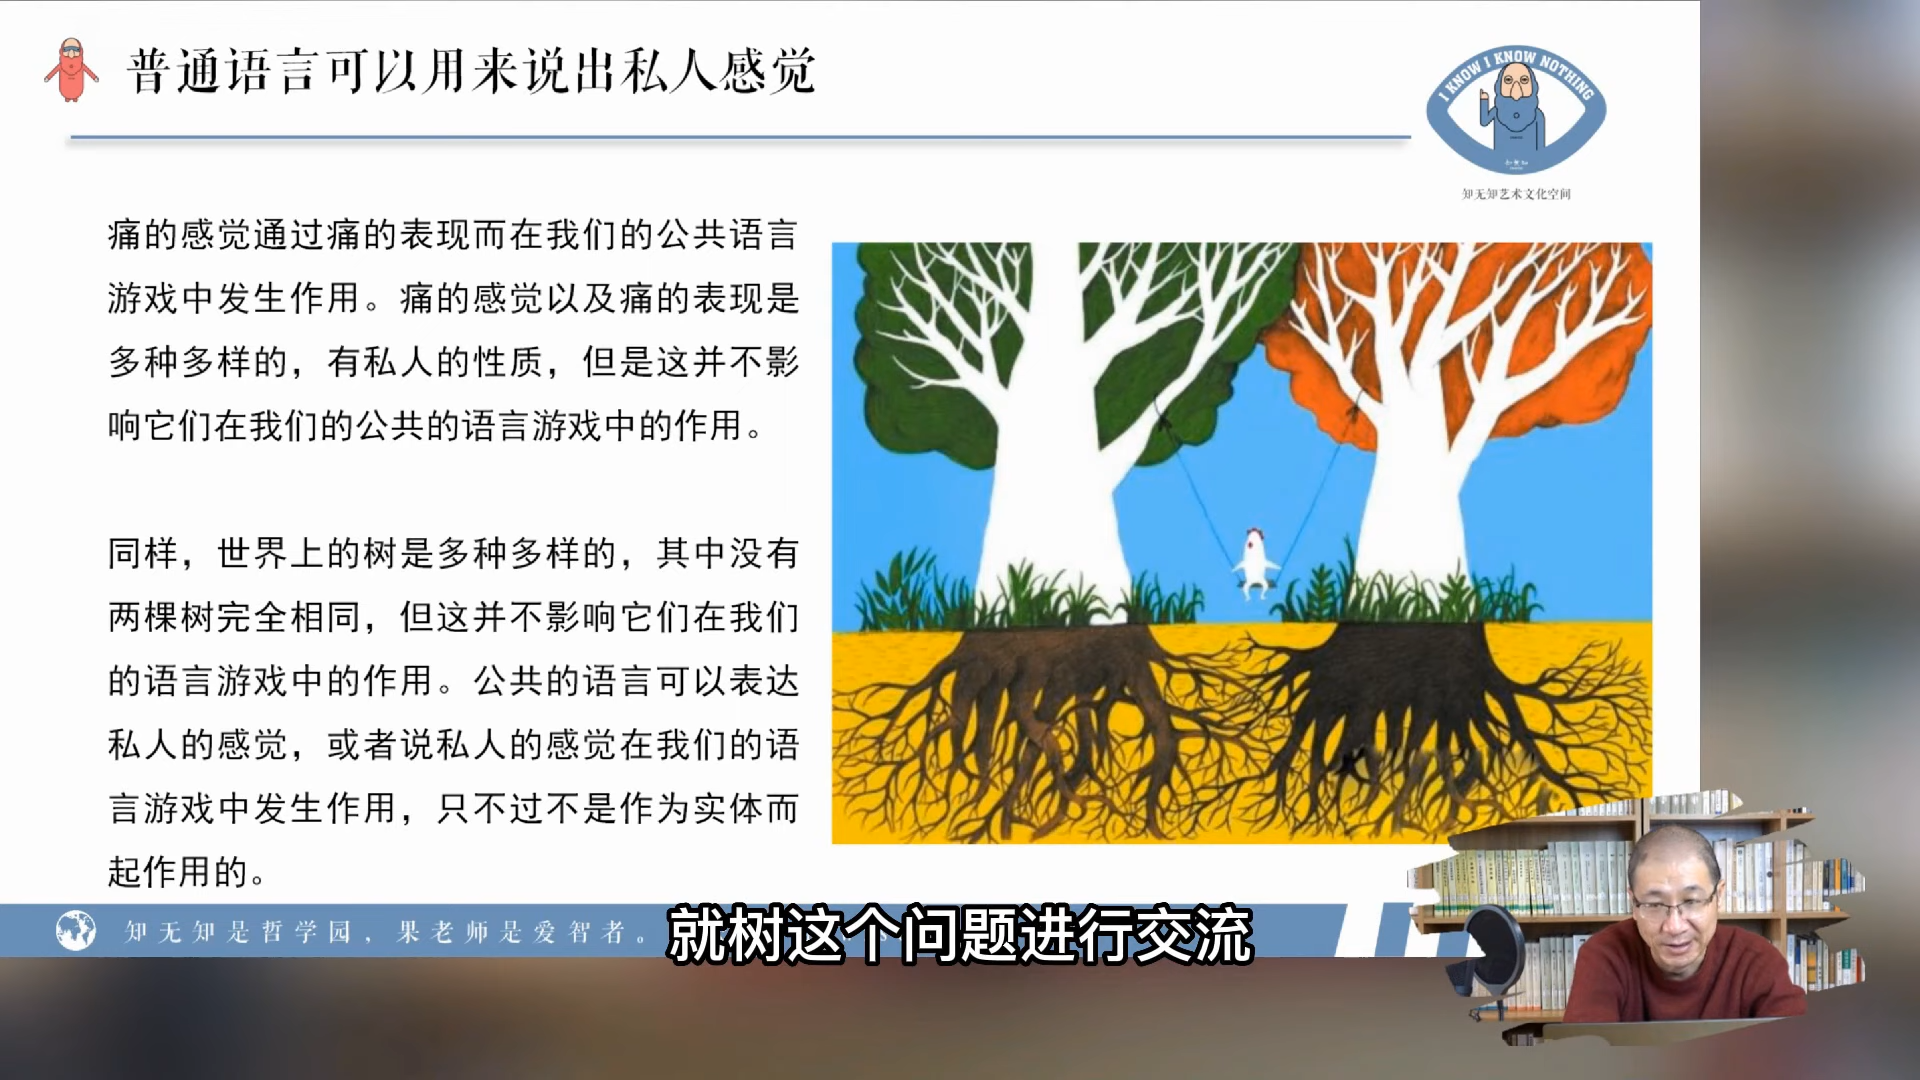 普通语言可以用来说出私人感觉
I KNOW I KNOW NOTHING
知无知
知无知艺术文化空间
痛的感觉通过痛的表现而在我们的公共语言
游戏中发生作用。痛的感觉以及痛的表现是
多种多样的，有私人的性质，但是这并不影
响它们在我们的公共的语言游戏中的作用。
同样，世界上的树是多种多样的，其中没有
两棵树完全相同，但这并不影响它们在我们
的语言游戏中的作用。公共的语言可以表达
私人的感觉，或者说私人的感觉在我们的语
言游戏中发生作用，只不过不是作为实体而
起作用的。
知无知是哲学园，果老师是爱智者。
就树这个问题进行交流